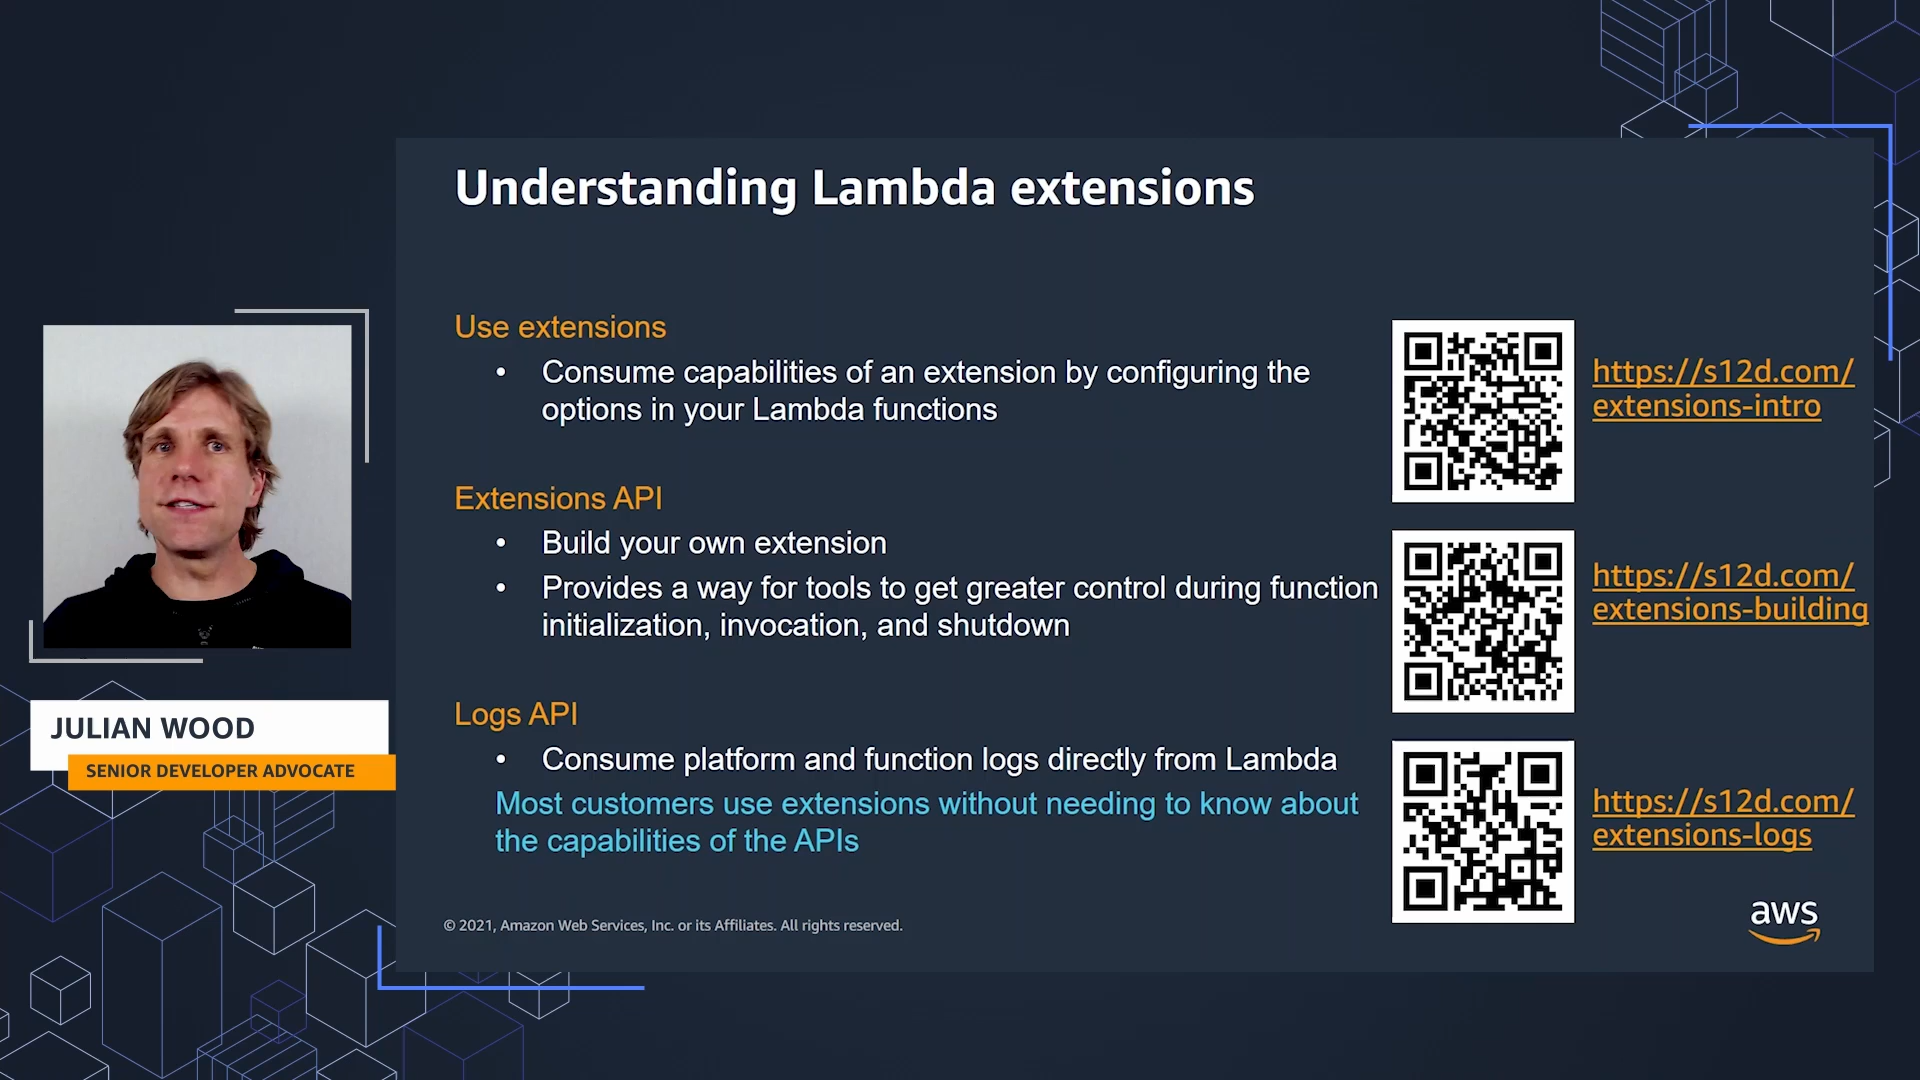 Understanding Lambda extensions
Use extensions
• Consume capabilities of an extension by configuring the
options in your Lambda functions
https://s12d.com/
extensions-intro
Extensions API
• Build your own extension
• Provides a way for tools to get greater control during function
initialization, invocation, and shutdown
https://s12d.com/
extensions-building
Logs API
• Consume platform and function logs directly from Lambda
Most customers use extensions without needing to know about
the capabilities of the APIs
https://s12d.com/
extensions-logs
JULIAN WOOD
SENIOR DEVELOPER ADVOCATE
© 2021, Amazon Web Services, Inc. or its Affiliates. All rights reserved.
aws